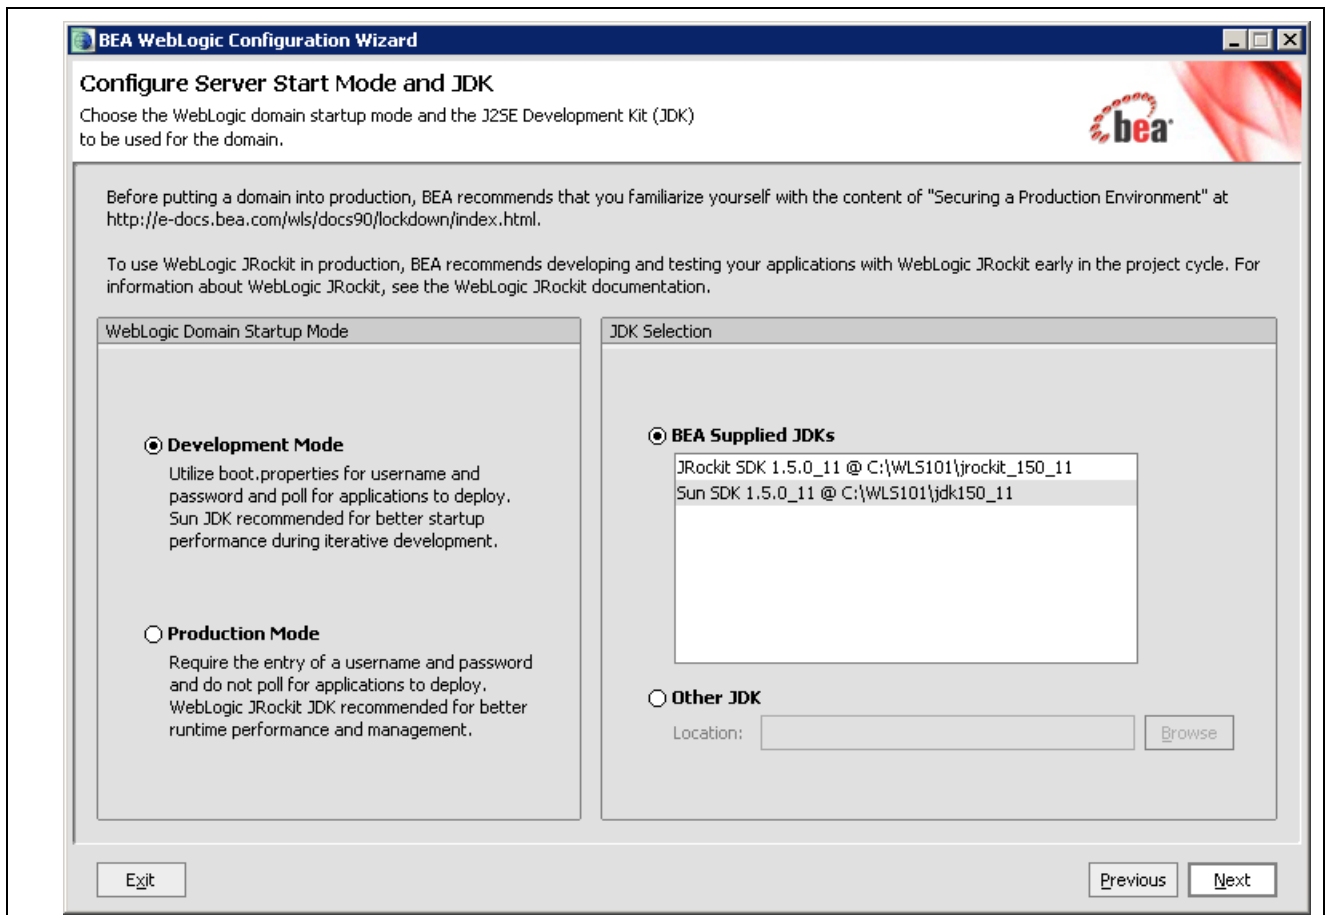 BEA WebLogic Configuration Wizard
Configure Server Start Mode and JDK
Choose the WebLogic domain startup mode and the J2SE Development Kit (JDK)
to be used for the domain.
bea
Before putting a domain into production, BEA recommends that you familiarize yourself with the content of "Securing a Production Environment" at
http://e-docs.bea.com/wls/docs90/lockdown/index.html.
To use WebLogic JRockit in production, BEA recommends developing and testing your applications with WebLogic JRockit early in the project cycle. For
information about WebLogic JRockit, see the WebLogic JRockit documentation.
WebLogic Domain Startup Mode
Development Mode
Utilize boot.properties for username and
password and poll for applications to deploy.
Sun JDK recommended for better startup
performance during iterative development.
Production Mode
Require the entry of a username and password
and do not poll for applications to deploy.
WebLogic JRockit JDK recommended for better
runtime performance and management.
JDK Selection
BEA Supplied JDKs
JRockit SDK 1.5.0_11 @ C:\WLS101\jrockit_150_11
Sun SDK 1.5.0_11 @ C:\WLS101\jdk150_11
Other JDK
Location:
Browse
Exit
Previous
Next